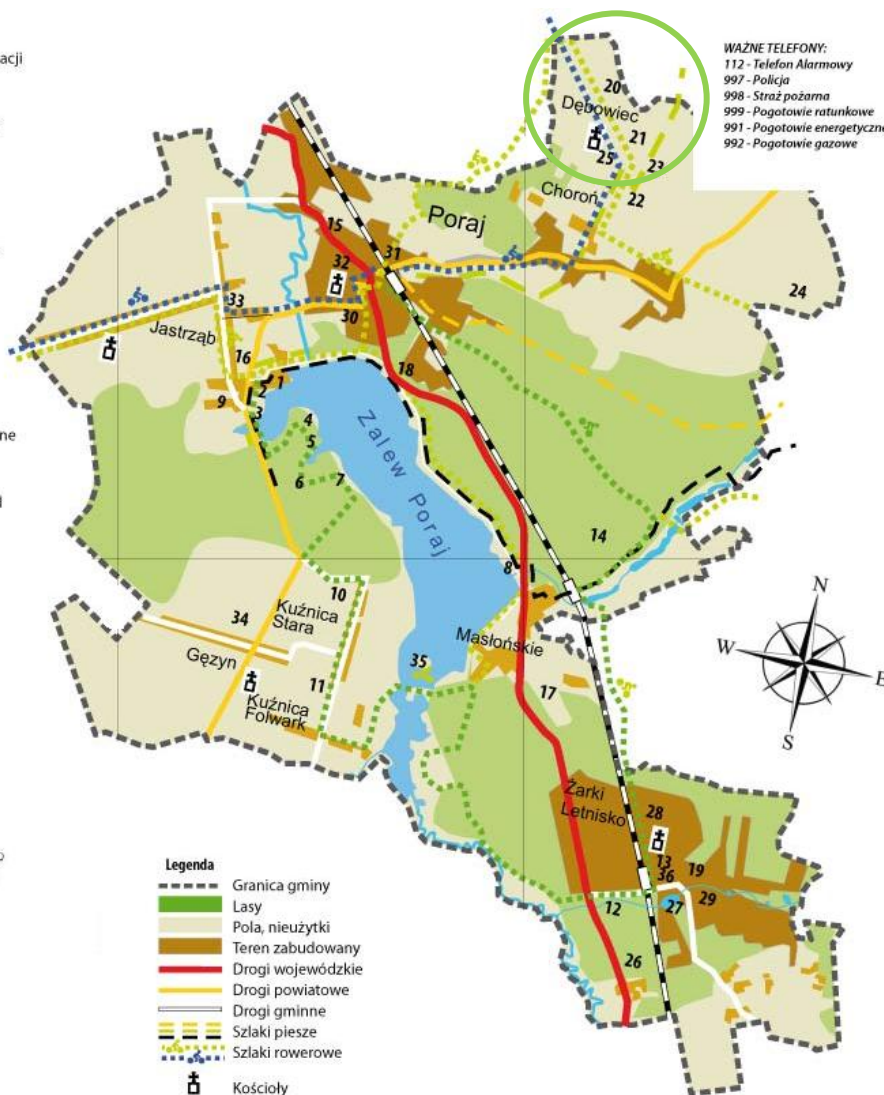 acji
WAŻNE TELEFONY:
112 - Telefon Alarmowy
997 - Policja
998 - Straż pożarna
999 - Pogotowie ratunkowe
991 - Pogotowie energetyczne
992 - Pogotowie gazowe
20
Dębowiec
21
25
23
Choroń
22
Poraj
15
31
32
24
33
30
Jastrząb
16
18
1
2
9
3
4
5
6
7
ne
Zalew Poraj
14
8
10
Kuźnica
Stara
34
Gęzyn
11
Kuźnica
Folwark
35
Masłońskie
17
N
W
E
S
Żarki
Letnisko
28
13
36
19
12
27
29
26
Legenda
Granica gminy
Lasy
Pola, nieużytki
Teren zabudowany
Drogi wojewódzkie
Drogi powiatowe
Drogi gminne
Szlaki piesze
Szlaki rowerowe
Kościoły